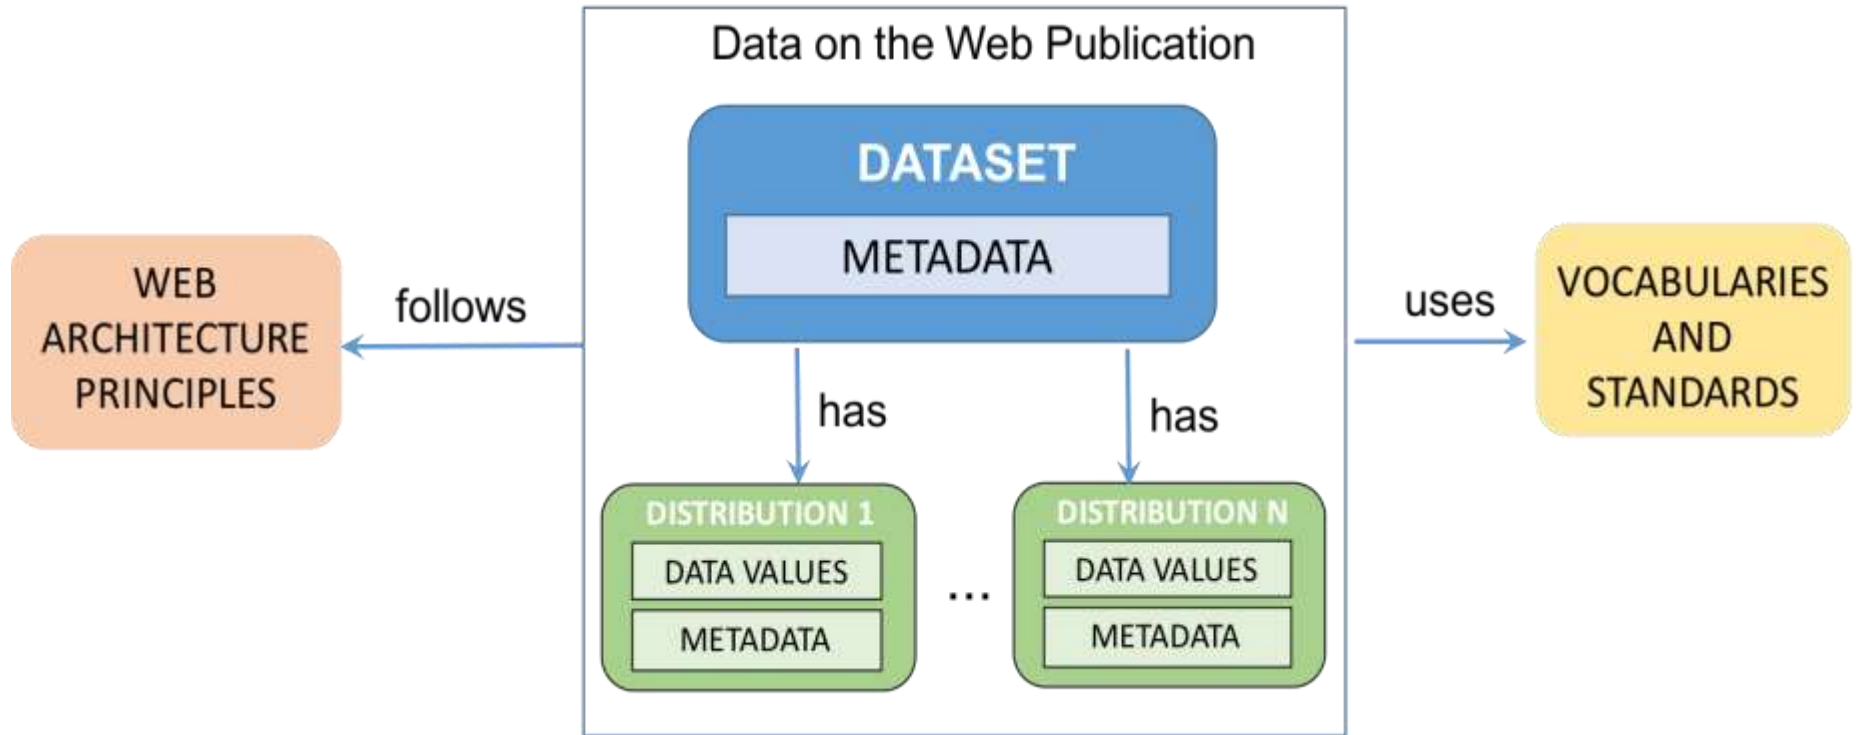 Data on the Web Publication
DATASET
METADATA
WEB
ARCHITECTURE
PRINCIPLES
follows
uses
VOCABULARIES
AND
STANDARDS
has
has
DISTRIBUTION 1
DATA VALUES
METADATA
...
DISTRIBUTION N
DATA VALUES
METADATA